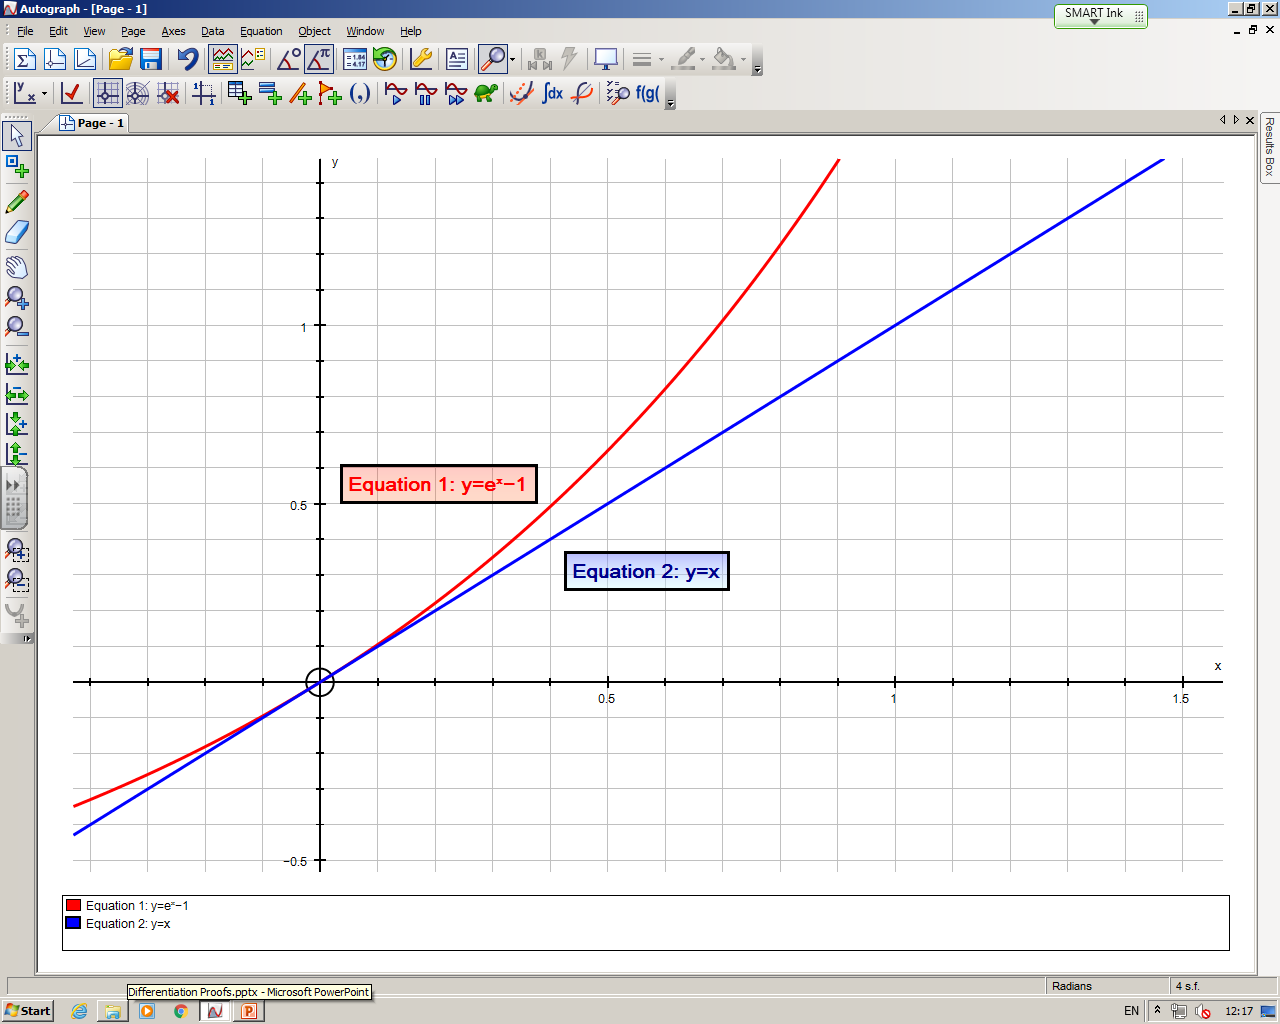 Autograph - [Page - 1]
SMART Ink
File Edit View Page Axes Data Equation Object Window Help
Page - 1
Results Box
y
1
Equation 1: y=eˣ−1
0.5
Equation 2: y=x
x
0.5 1 1.5
−0.5
Equation 1: y=eˣ−1
Equation 2: y=x
Radians 4 s.f.
Differentiation Proofs.pptx - Microsoft PowerPoint
Start EN 12:17